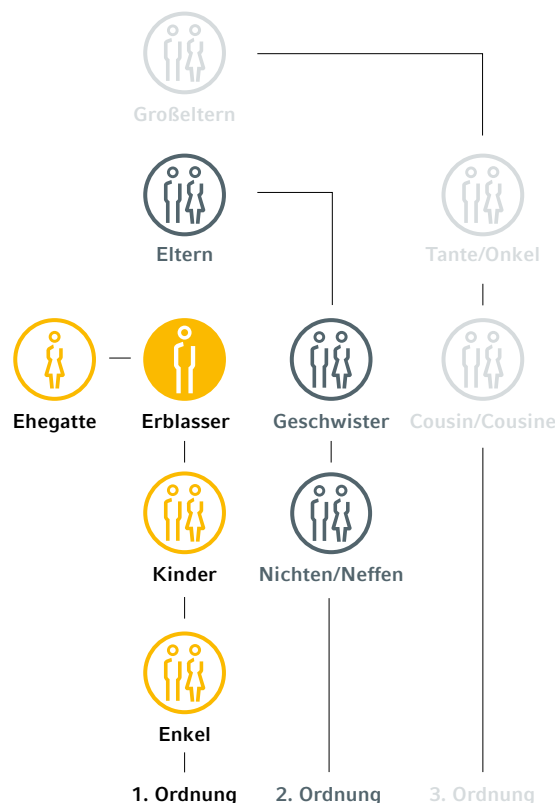 Großeltern
Eltern
Tante/Onkel
Ehegatte
Erblasser
Geschwister
Cousin/Cousine
Kinder
Nichten/Neffen
Enkel
1. Ordnung
2. Ordnung
3. Ordnung